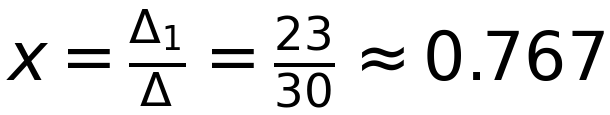 x = Δ₁/Δ = 23/30 ≈ 0.767